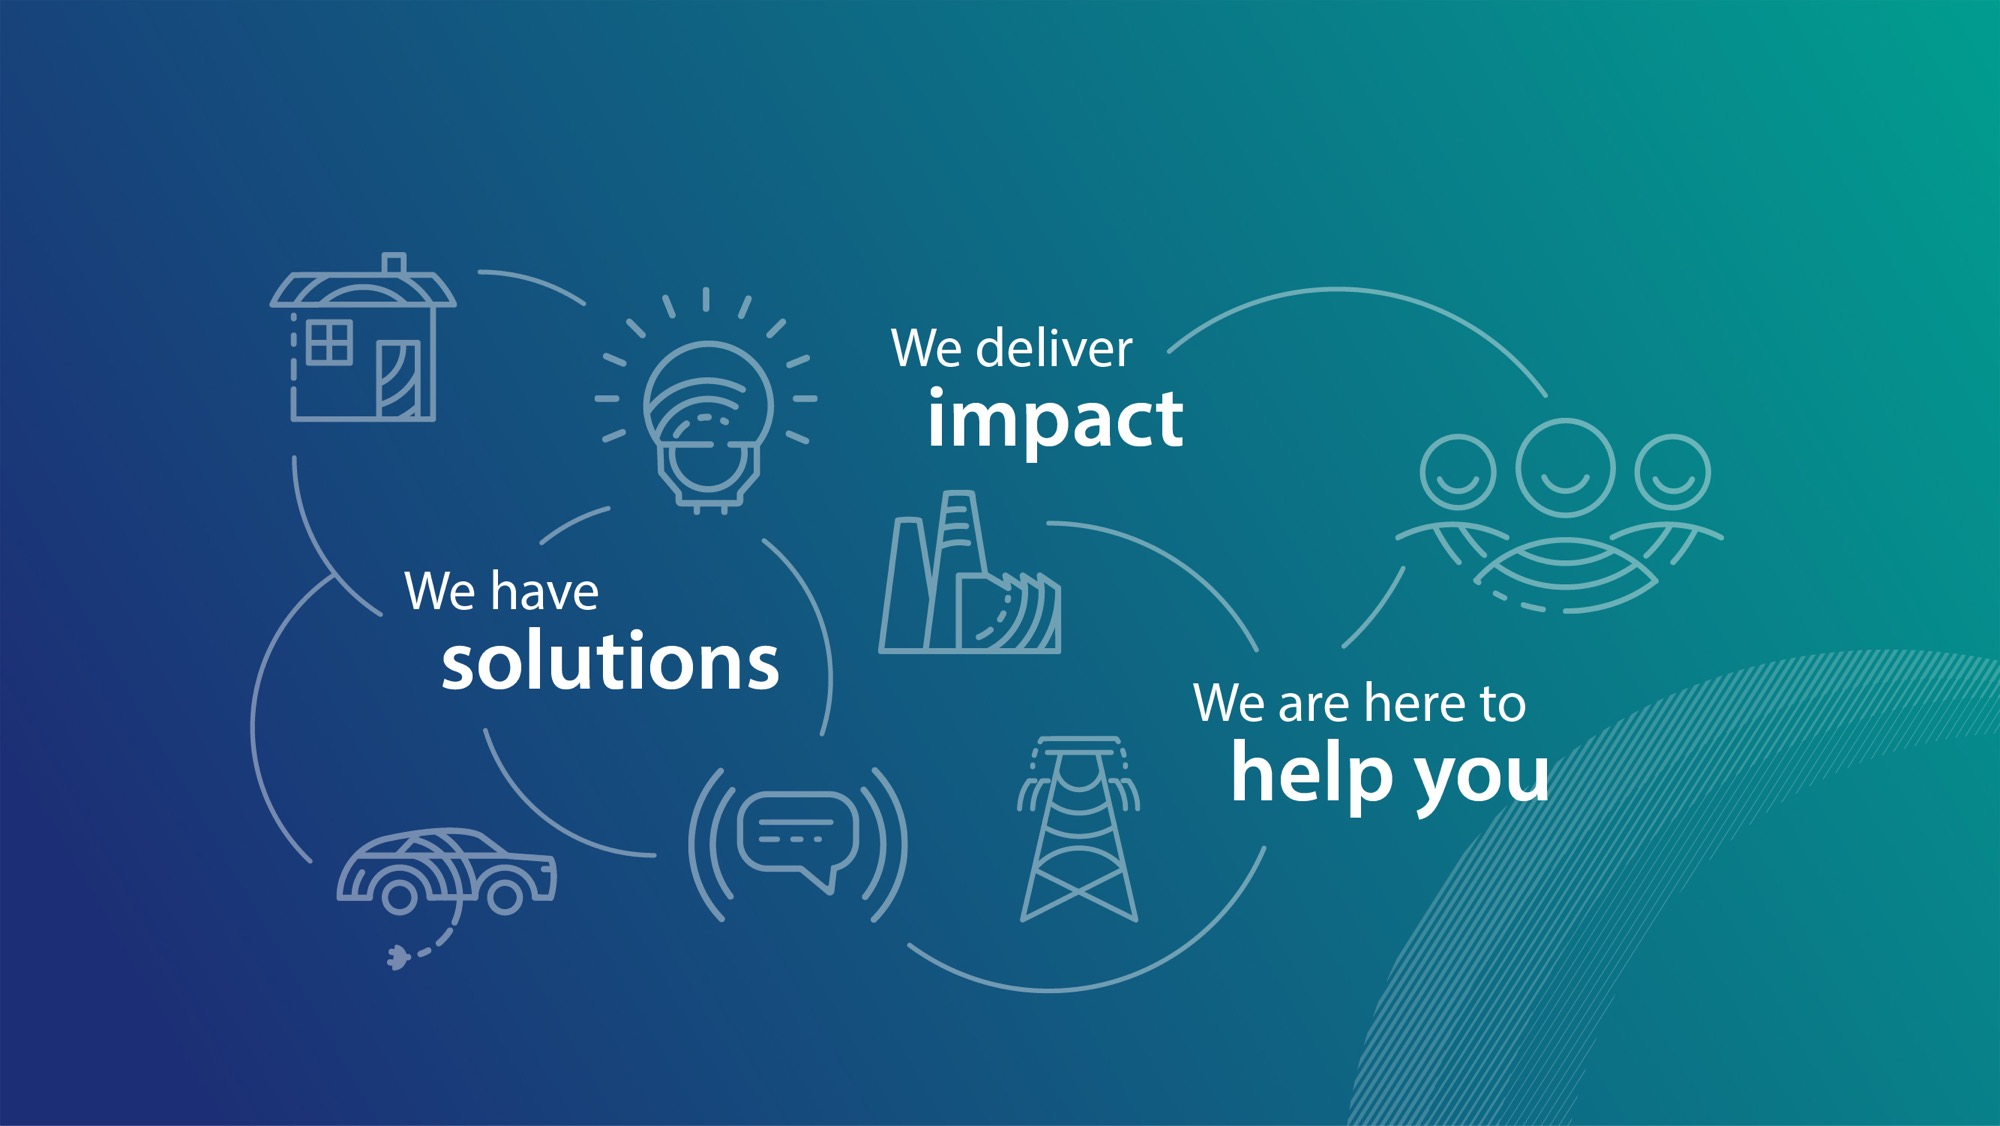 We deliver
impact
We have
solutions
We are here to
help you